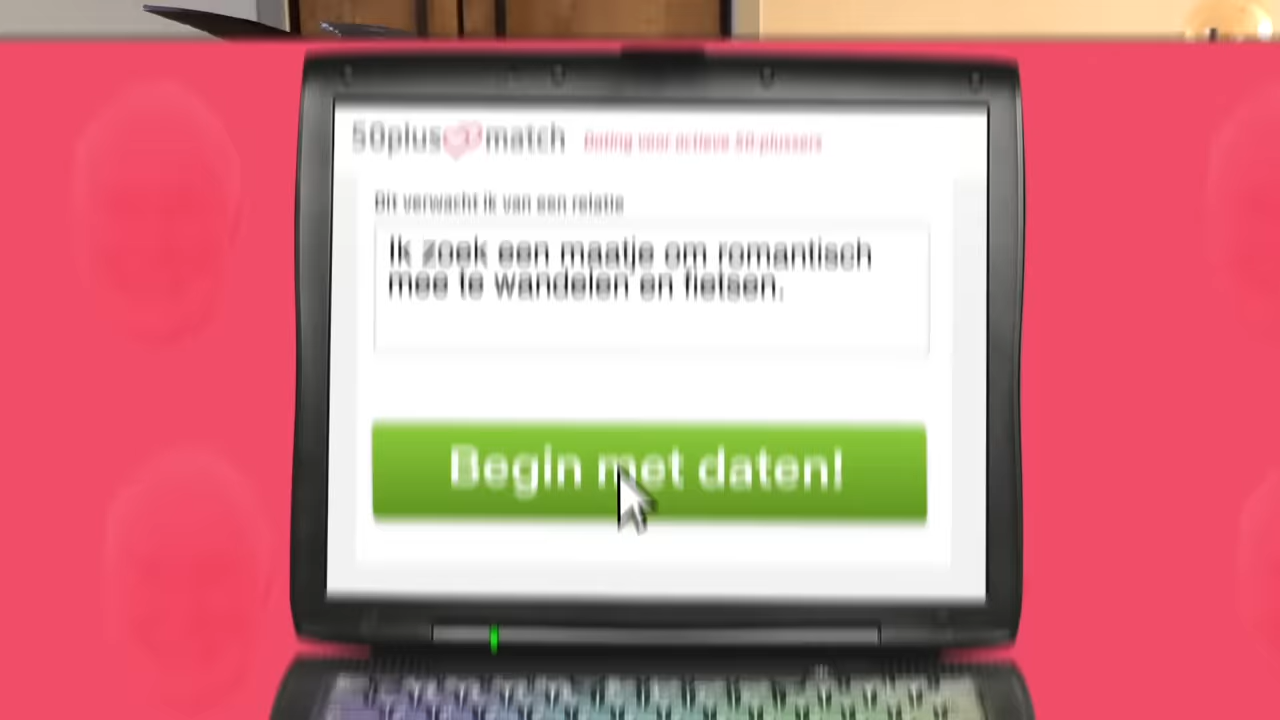 50plus match
Dating voor actieve 50-plussers
Dit verwacht ik van een relatie
Ik zoek een maatje om romantisch
mee te wandelen en fietsen.
Begin met daten!